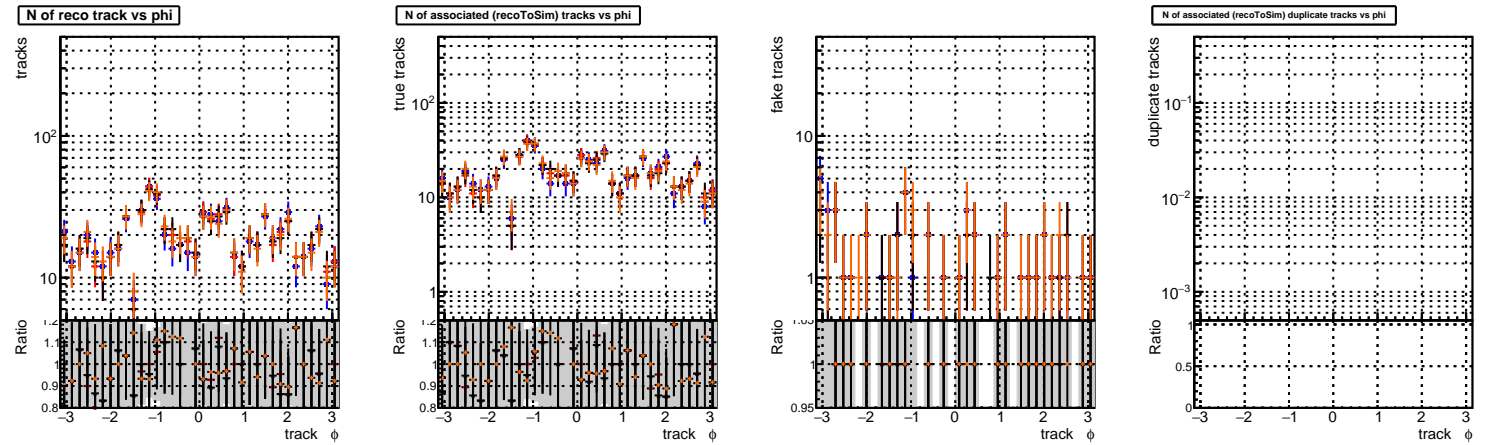 N of reco track vs phi
tracks
10²
10
Ratio
1.2
1.1
1
0.9
0.8
−3 −2 −1 0 1 2 3
track φ
N of associated (recoToSim) tracks vs phi
true tracks
10²
10
1
Ratio
1.2
1.1
1
0.9
0.8
−3 −2 −1 0 1 2 3
track φ
fake tracks
10
1
Ratio
1.05
1
0.95
−3 −2 −1 0 1 2 3
track φ
N of associated (recoToSim) duplicate tracks vs phi
duplicate tracks
10⁻¹
10⁻²
10⁻³
Ratio
1
0.5
0
−3 −2 −1 0 1 2 3
track φ